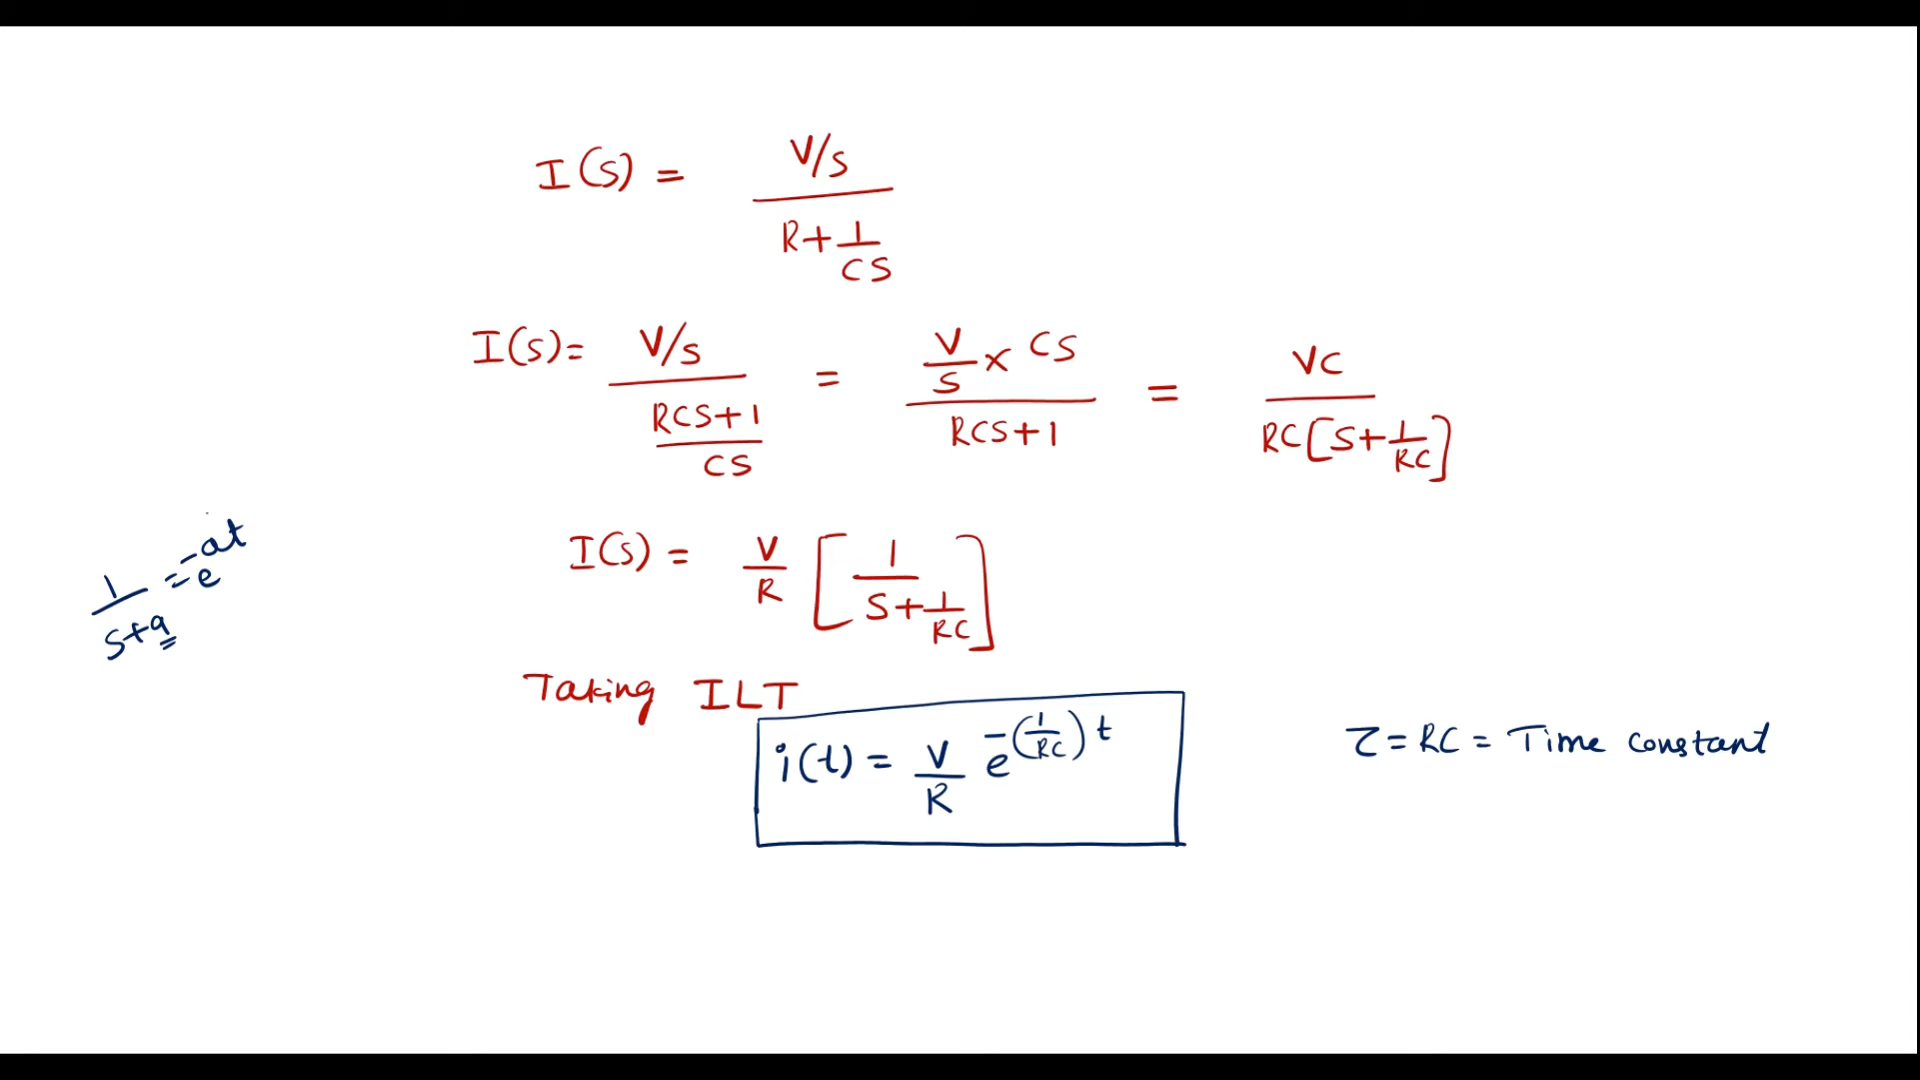 I(S) = V/S / (R + 1/CS)
I(S) = V/S / ((RCS+1)/CS) = (V/S × CS) / (RCS+1) = VC / (RC[S + 1/RC])
1/(S+a) = e^-at
I(S) = V/R [1/(S + 1/RC)]
Taking ILT
i(t) = V/R e^-(1/RC)t
τ = RC = Time constant